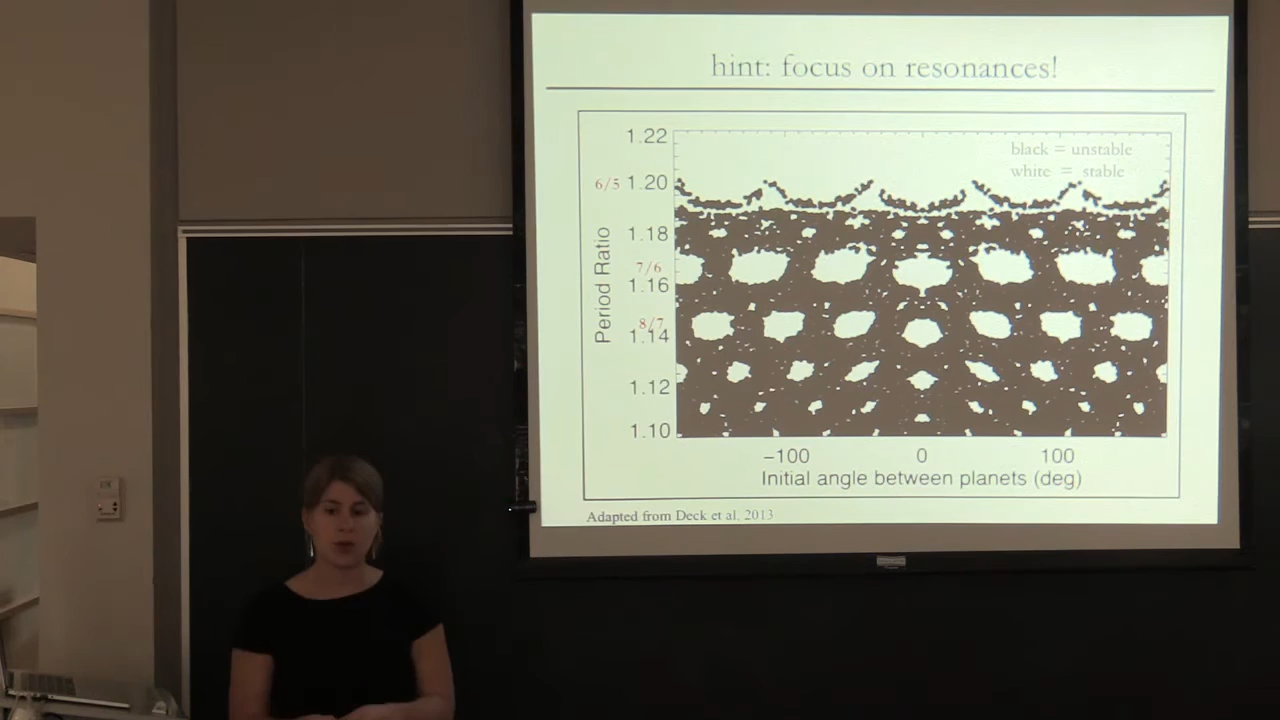 hint: focus on resonances!
black = unstable
white = stable
1.22
6/5 1.20
1.18
7/6
1.16
8/7
1.14
1.12
1.10
Period Ratio
−100 0 100
Initial angle between planets (deg)
Adapted from Deck et al, 2013